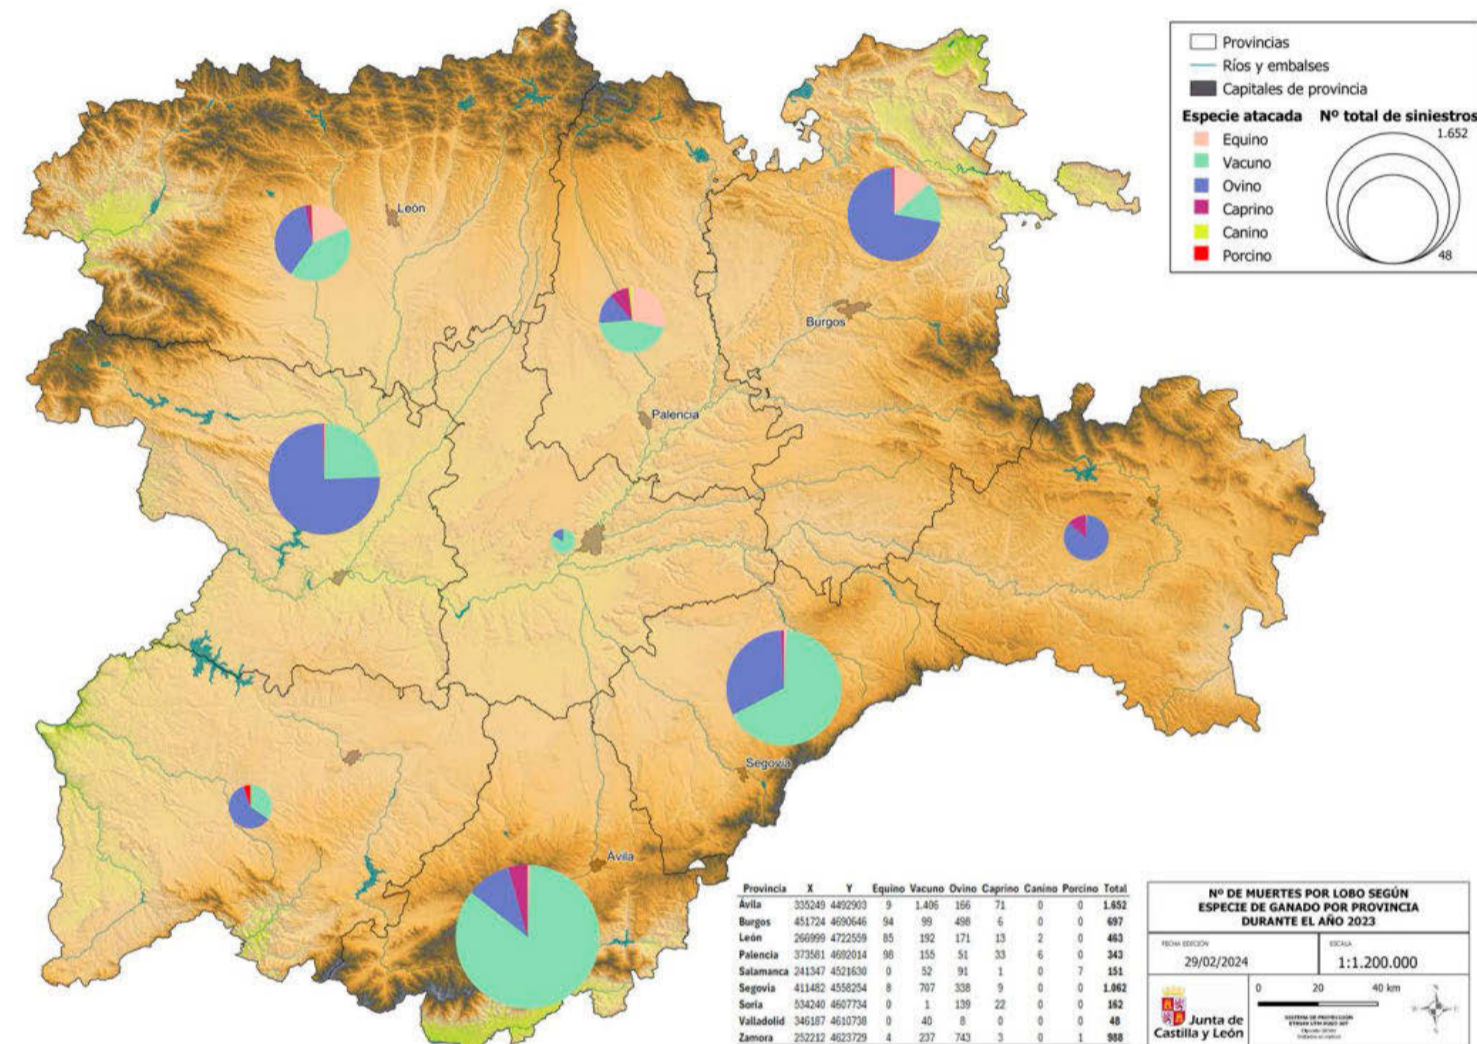 Provincias
Ríos y embalses
Capitales de provincia
Especie atacada Nº total de siniestros
Equino 1.652
Vacuno
Ovino
Caprino
Canino
Porcino 48
León
Burgos
Palencia
Segovia
Ávila
Provincia X Y Equino Vacuno Ovino Caprino Canino Porcino Total
Ávila 335249 4492903 9 1.406 166 71 0 0 1.652
Burgos 451724 4690646 94 99 498 6 0 0 697
León 266999 4722559 85 192 171 13 2 0 463
Palencia 373581 4692014 98 155 51 33 6 0 343
Salamanca 241347 4521630 0 52 91 1 0 7 151
Segovia 411482 4558254 8 707 338 9 0 0 1.062
Soria 534240 4607734 0 1 139 22 0 0 162
Valladolid 346187 4610738 0 40 8 0 0 0 48
Zamora 252212 4623729 4 237 743 3 0 1 988
Nº DE MUERTES POR LOBO SEGÚN
ESPECIE DE GANADO POR PROVINCIA
DURANTE EL AÑO 2023
FECHA EDICIÓN ESCALA
29/02/2024 1:1.200.000
0 20 40 km
Junta de
Castilla y León
SISTEMA DE PROYECCIÓN